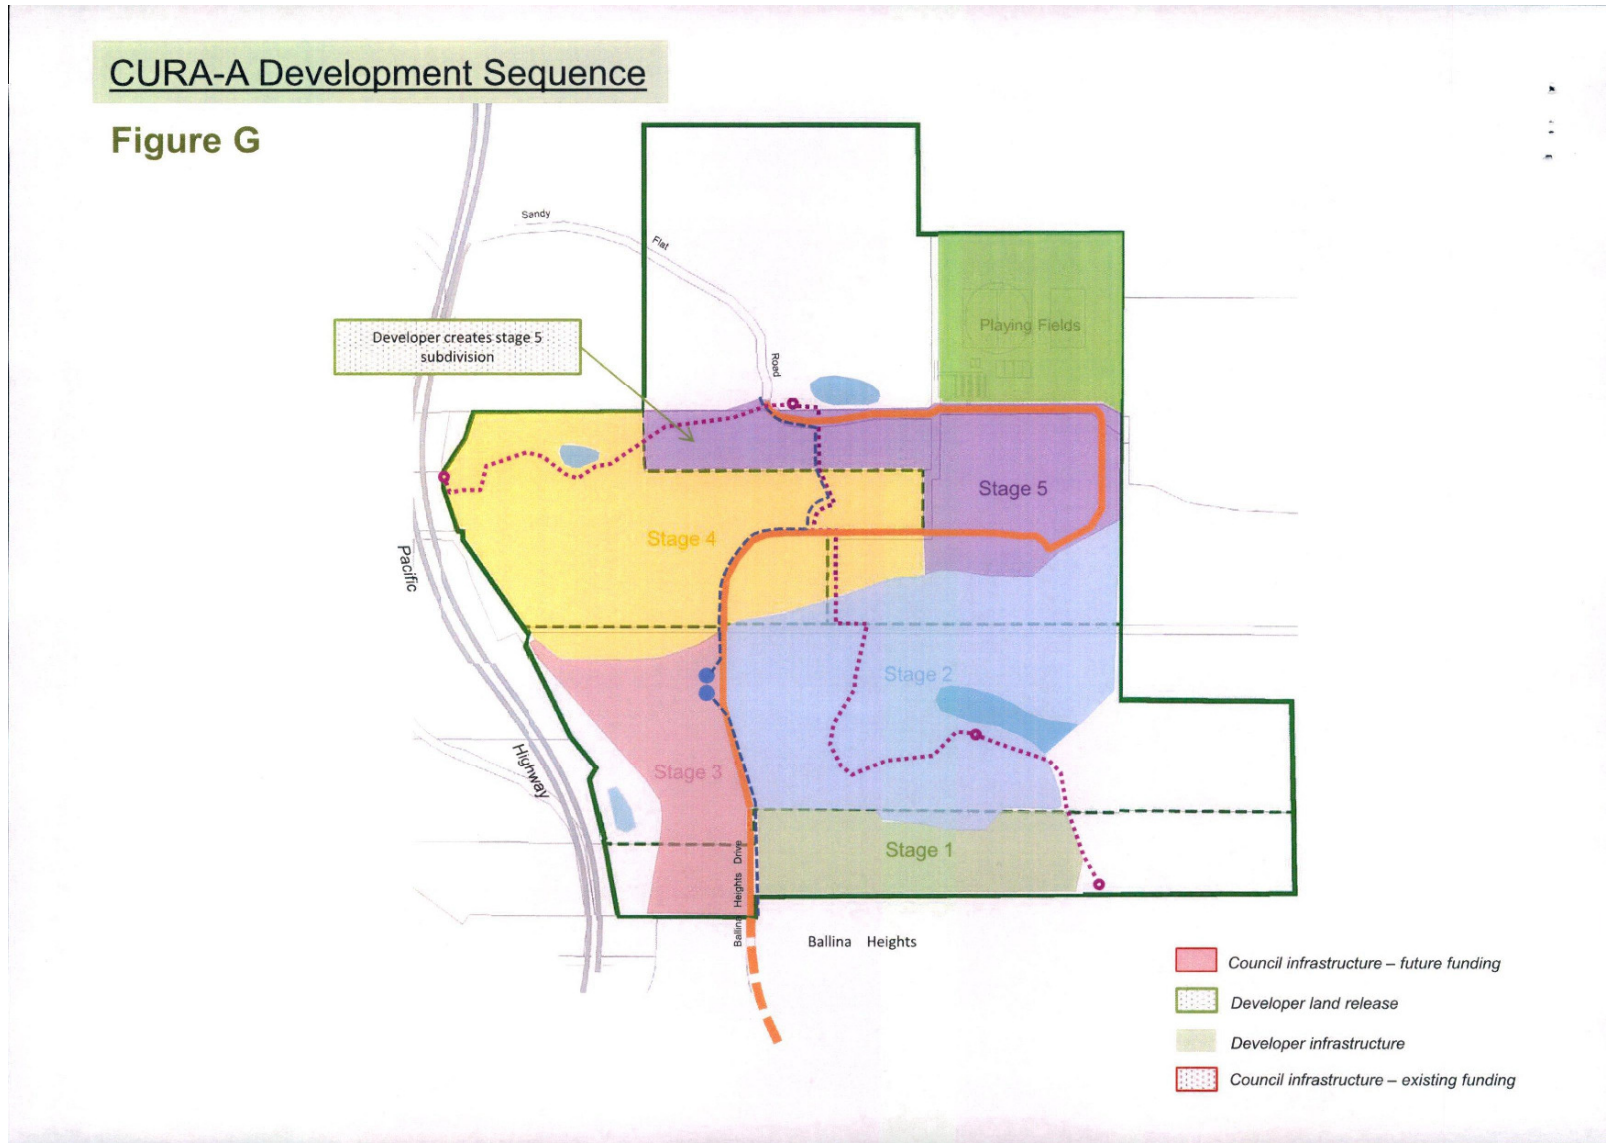 CURA-A Development Sequence
Figure G
Sandy
Flat
Road
Developer creates stage 5
subdivision
Playing Fields
Stage 5
Stage 4
Pacific
Stage 2
Highway
Stage 3
Stage 1
Ballina Heights Drive
Ballina Heights
Council infrastructure – future funding
Developer land release
Developer infrastructure
Council infrastructure – existing funding